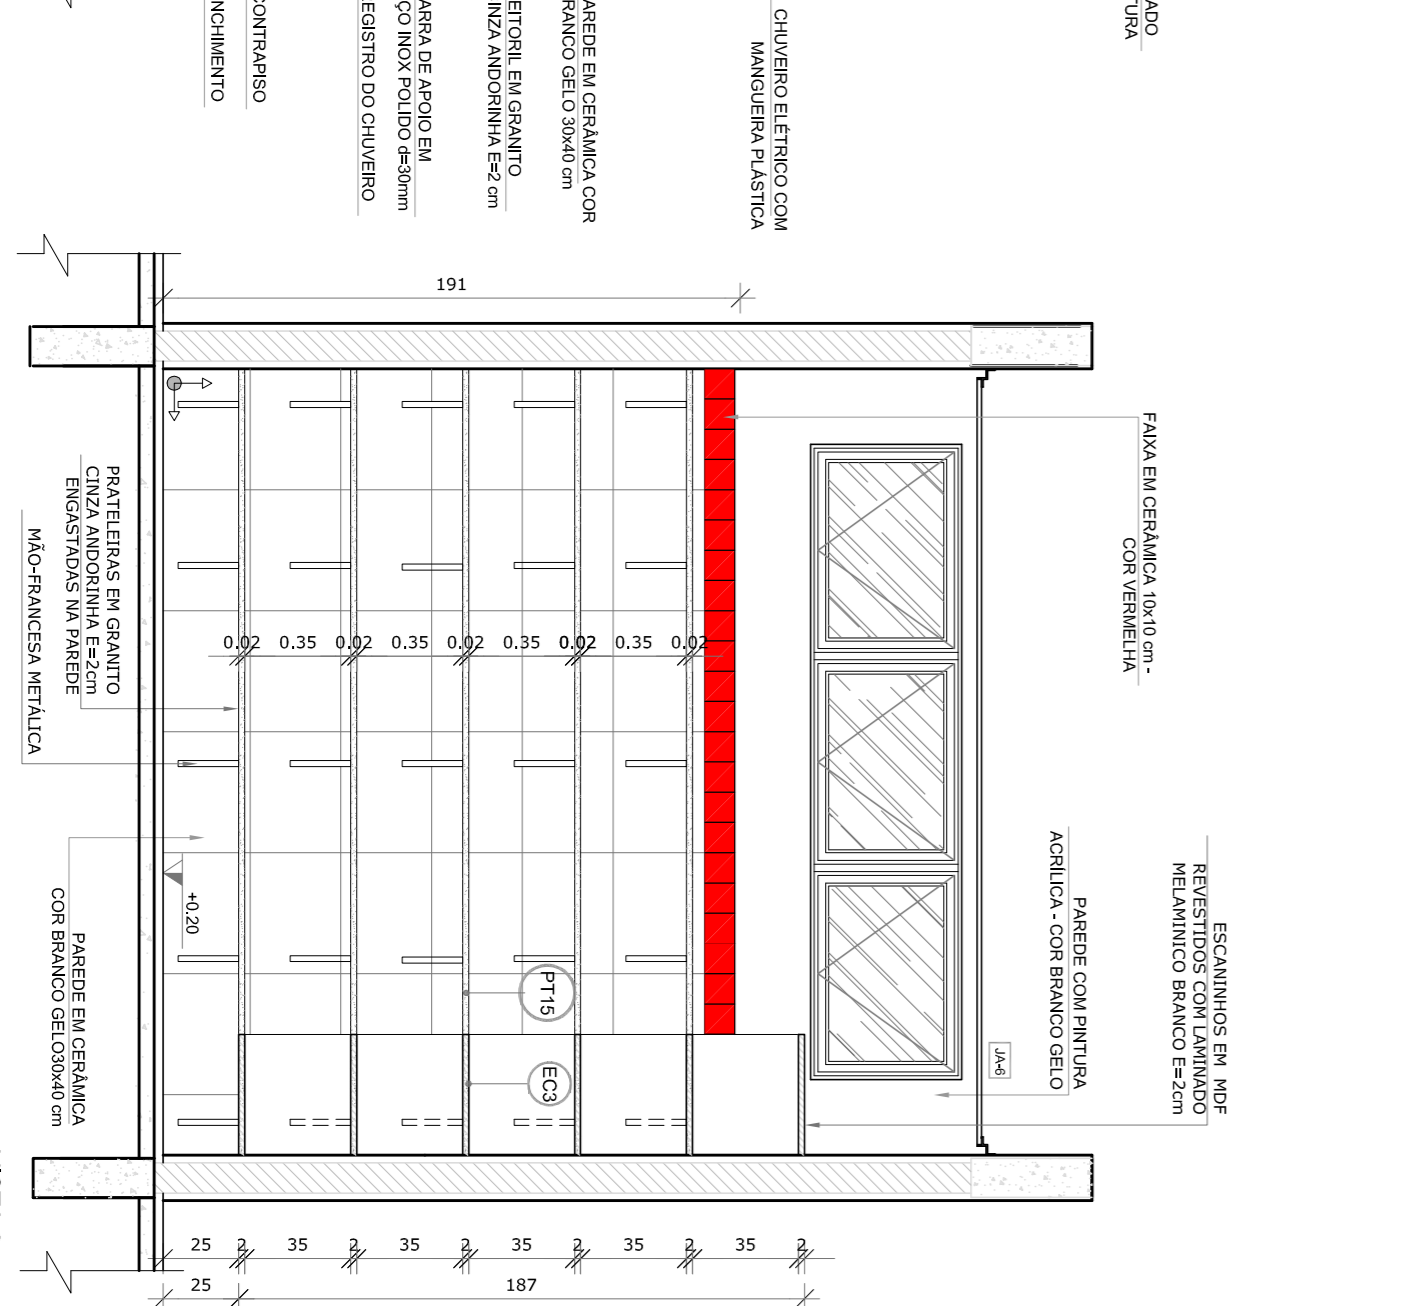 ADO
TURA
CHUVEIRO ELÉTRICO COM
MANGUEIRA PLÁSTICA
AREDE EM CERÂMICA COR
RANCO GELO 30x40 cm
EITORIL EM GRANITO
INZA ANDORINHA E=2 cm
ARRA DE APOIO EM
ÇO INOX POLIDO d=30mm
EGISTRO DO CHUVEIRO
CONTRAPISO
NCHIMENTO
191
FAIXA EM CERÂMICA 10x10 cm -
COR VERMELHA
ESCANINHOS EM MDF
REVESTIDOS COM LAMINADO
MELAMINICO BRANCO E=2cm
PAREDE COM PINTURA
ACRÍLICA - COR BRANCO GELO
JA-6
0.02 0.35 0.02 0.35 0.02 0.35 0.02 0.35 0.02
PT15
EC3
+0.20
PRATELEIRAS EM GRANITO
CINZA ANDORINHA E=2cm
ENGASTADAS NA PAREDE
MÃO-FRANCESA METÁLICA
PAREDE EM CERÂMICA
COR BRANCO GELO30x40 cm
25 2 35 2 35 2 35 2 35 2 35 2
25 187